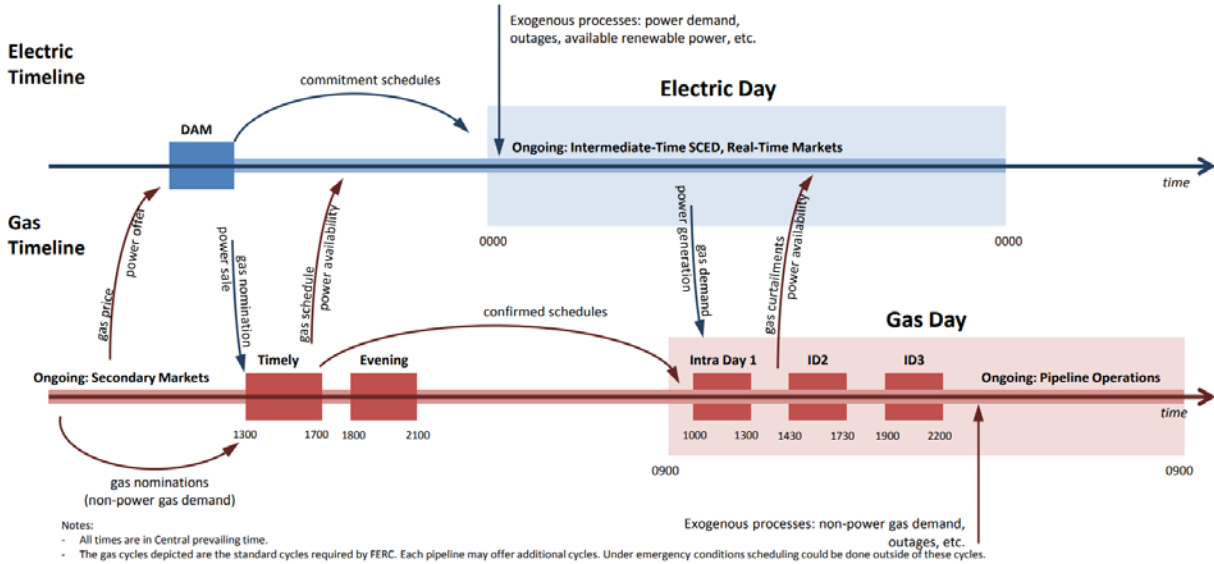 Exogenous processes: power demand,
outages, available renewable power, etc.
Electric
Timeline
commitment schedules
Electric Day
DAM
Ongoing: Intermediate-Time SCED, Real-Time Markets
time
Gas
Timeline
gas price
power offer
power sale
gas nomination
gas schedule
power availability
0000
0000
power generation
gas demand
gas curtailments
power availability
confirmed schedules
Gas Day
Ongoing: Secondary Markets
Timely
Evening
Intra Day 1
ID2
ID3
Ongoing: Pipeline Operations
time
1300
1700
1800
2100
1000
1300
1430
1730
1900
2200
0900
0900
gas nominations
(non-power gas demand)
Exogenous processes: non-power gas demand,
outages, etc.
Notes:
- All times are in Central prevailing time.
- The gas cycles depicted are the standard cycles required by FERC. Each pipeline may offer additional cycles. Under emergency conditions scheduling could be done outside of these cycles.